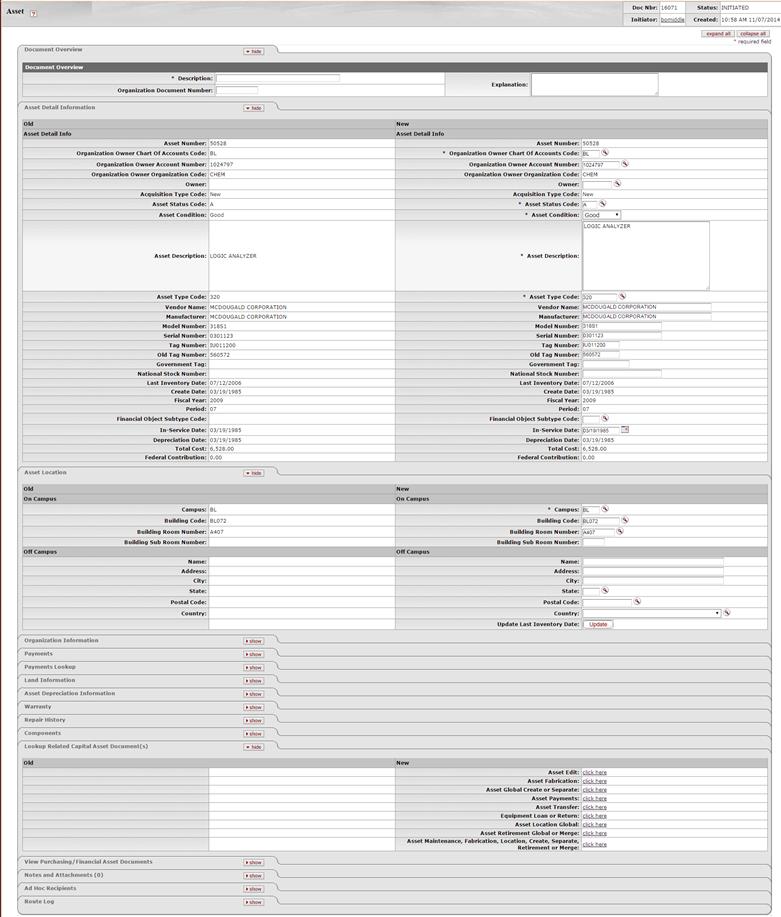 Asset ?
Doc Nbr: 16071 Status: INITIATED
Initiator: bomiddle Created: 10:58 AM 11/07/2014
expand all collapse all
* required field
Document Overview hide
Document Overview
* Description: Explanation:
Organization Document Number:
Asset Detail Information hide
Old New
Asset Detail Info Asset Detail Info
Asset Number: 50528 Asset Number: 50528
Organization Owner Chart Of Accounts Code: BL * Organization Owner Chart Of Accounts Code: BL
Organization Owner Account Number: 1024797 Organization Owner Account Number: 1024797
Organization Owner Organization Code: CHEM Organization Owner Organization Code: CHEM
Owner: Owner:
Acquisition Type Code: New Acquisition Type Code: New
Asset Status Code: A * Asset Status Code: A
Asset Condition: Good * Asset Condition: Good
Asset Description: LOGIC ANALYZER * Asset Description: LOGIC ANALYZER
Asset Type Code: 320 * Asset Type Code: 320
Vendor Name: MCDOUGALD CORPORATION Vendor Name: MCDOUGALD CORPORATION
Manufacturer: MCDOUGALD CORPORATION Manufacturer: MCDOUGALD CORPORATION
Model Number: 318S1 Model Number: 318S1
Serial Number: 0301123 Serial Number: 0301123
Tag Number: IU011200 Tag Number: IU011200
Old Tag Number: 560572 Old Tag Number: 560572
Government Tag: Government Tag:
National Stock Number: National Stock Number:
Last Inventory Date: 07/12/2006 Last Inventory Date: 07/12/2006
Create Date: 03/19/1985 Create Date: 03/19/1985
Fiscal Year: 2009 Fiscal Year: 2009
Period: 07 Period: 07
Financial Object Subtype Code: Financial Object Subtype Code:
In-Service Date: 03/19/1985 In-Service Date: 03/19/1985
Depreciation Date: 03/19/1985 Depreciation Date: 03/19/1985
Total Cost: 6,528.00 Total Cost: 6,528.00
Federal Contribution: 0.00 Federal Contribution: 0.00
Asset Location hide
Old New
On Campus On Campus
Campus: BL * Campus: BL
Building Code: BL072 Building Code: BL072
Building Room Number: A407 Building Room Number: A407
Building Sub Room Number: Building Sub Room Number:
Off Campus Off Campus
Name: Name:
Address: Address:
City: City:
State: State:
Postal Code: Postal Code:
Country: Country:
Update Last Inventory Date: Update
Organization Information show
Payments show
Payments Lookup show
Land Information show
Asset Depreciation Information show
Warranty show
Repair History show
Components show
Lookup Related Capital Asset Document(s) hide
Old New
Asset Edit: click here
Asset Fabrication: click here
Asset Global Create or Separate: click here
Asset Payments: click here
Asset Transfer: click here
Equipment Loan or Return: click here
Asset Location Global: click here
Asset Retirement Global or Merge: click here
Asset Maintenance, Fabrication, Location, Create, Separate,
Retirement or Merge: click here
View Purchasing/Financial Asset Documents show
Notes and Attachments (0) show
Ad Hoc Recipients show
Route Log show